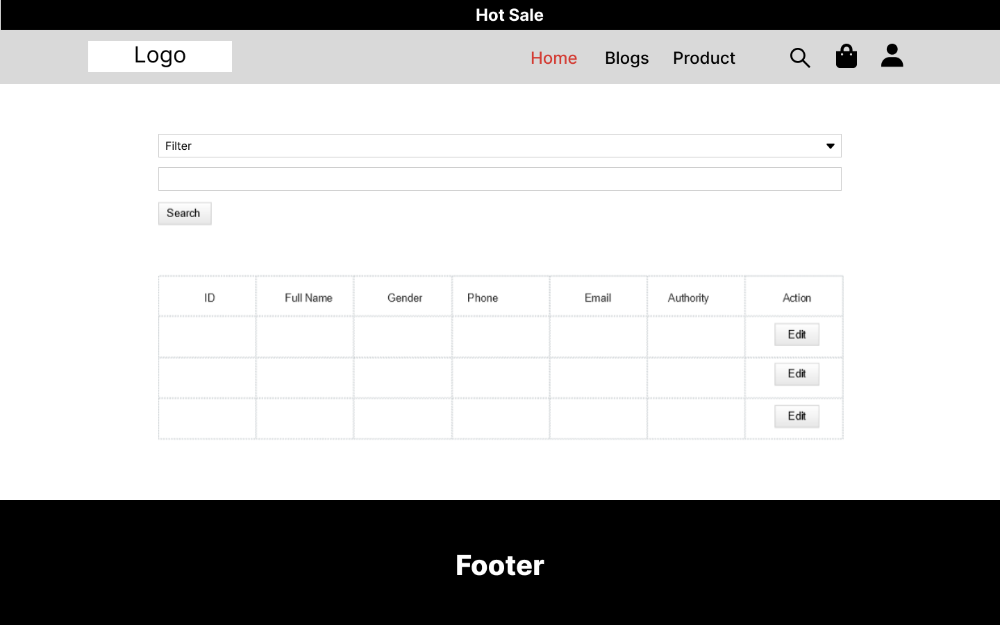 Hot Sale
Logo Home Blogs Product
Filter
Search
ID Full Name Gender Phone Email Authority Action
Edit
Edit
Edit
Footer